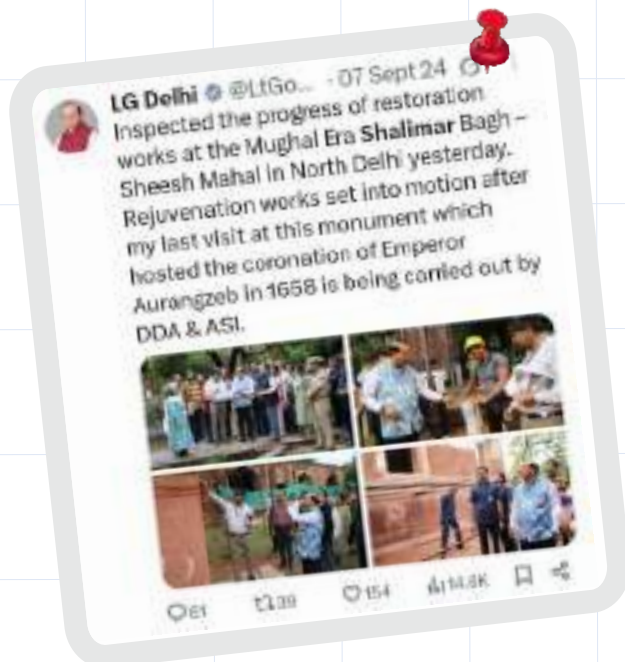 LG Delhi @LtGo... · 07 Sept 24
Inspected the progress of restoration
works at the Mughal Era Shalimar Bagh –
Sheesh Mahal in North Delhi yesterday.
Rejuvenation works set into motion after
my last visit at this monument which
hosted the coronation of Emperor
Aurangzeb in 1658 is being carried out by
DDA & ASI.
61 39 154 14.8K